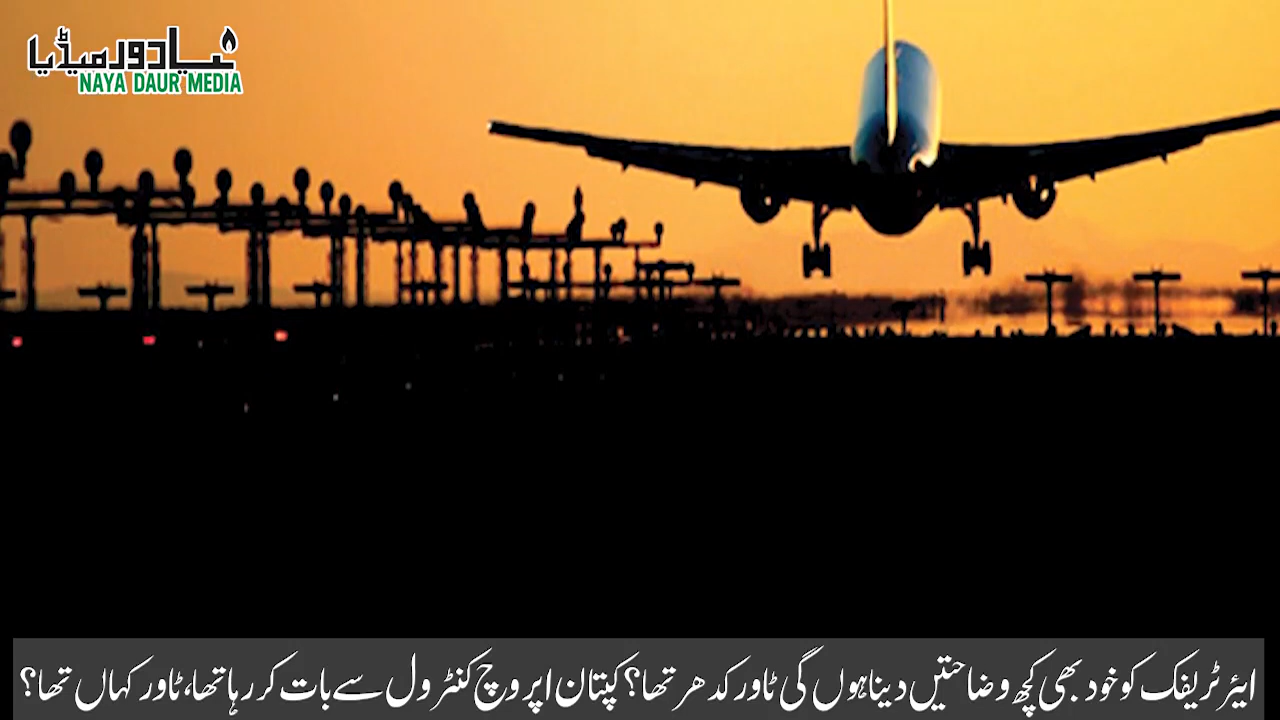 نیا دور میڈیا
NAYA DAUR MEDIA
ایئر ٹریفک کو خود بھی کچھ وضاحتیں دینا ہوں گی ٹاور کدھر تھا؟ کپتان اپروچ کنٹرول سے بات کر رہا تھا، ٹاور کہاں تھا؟